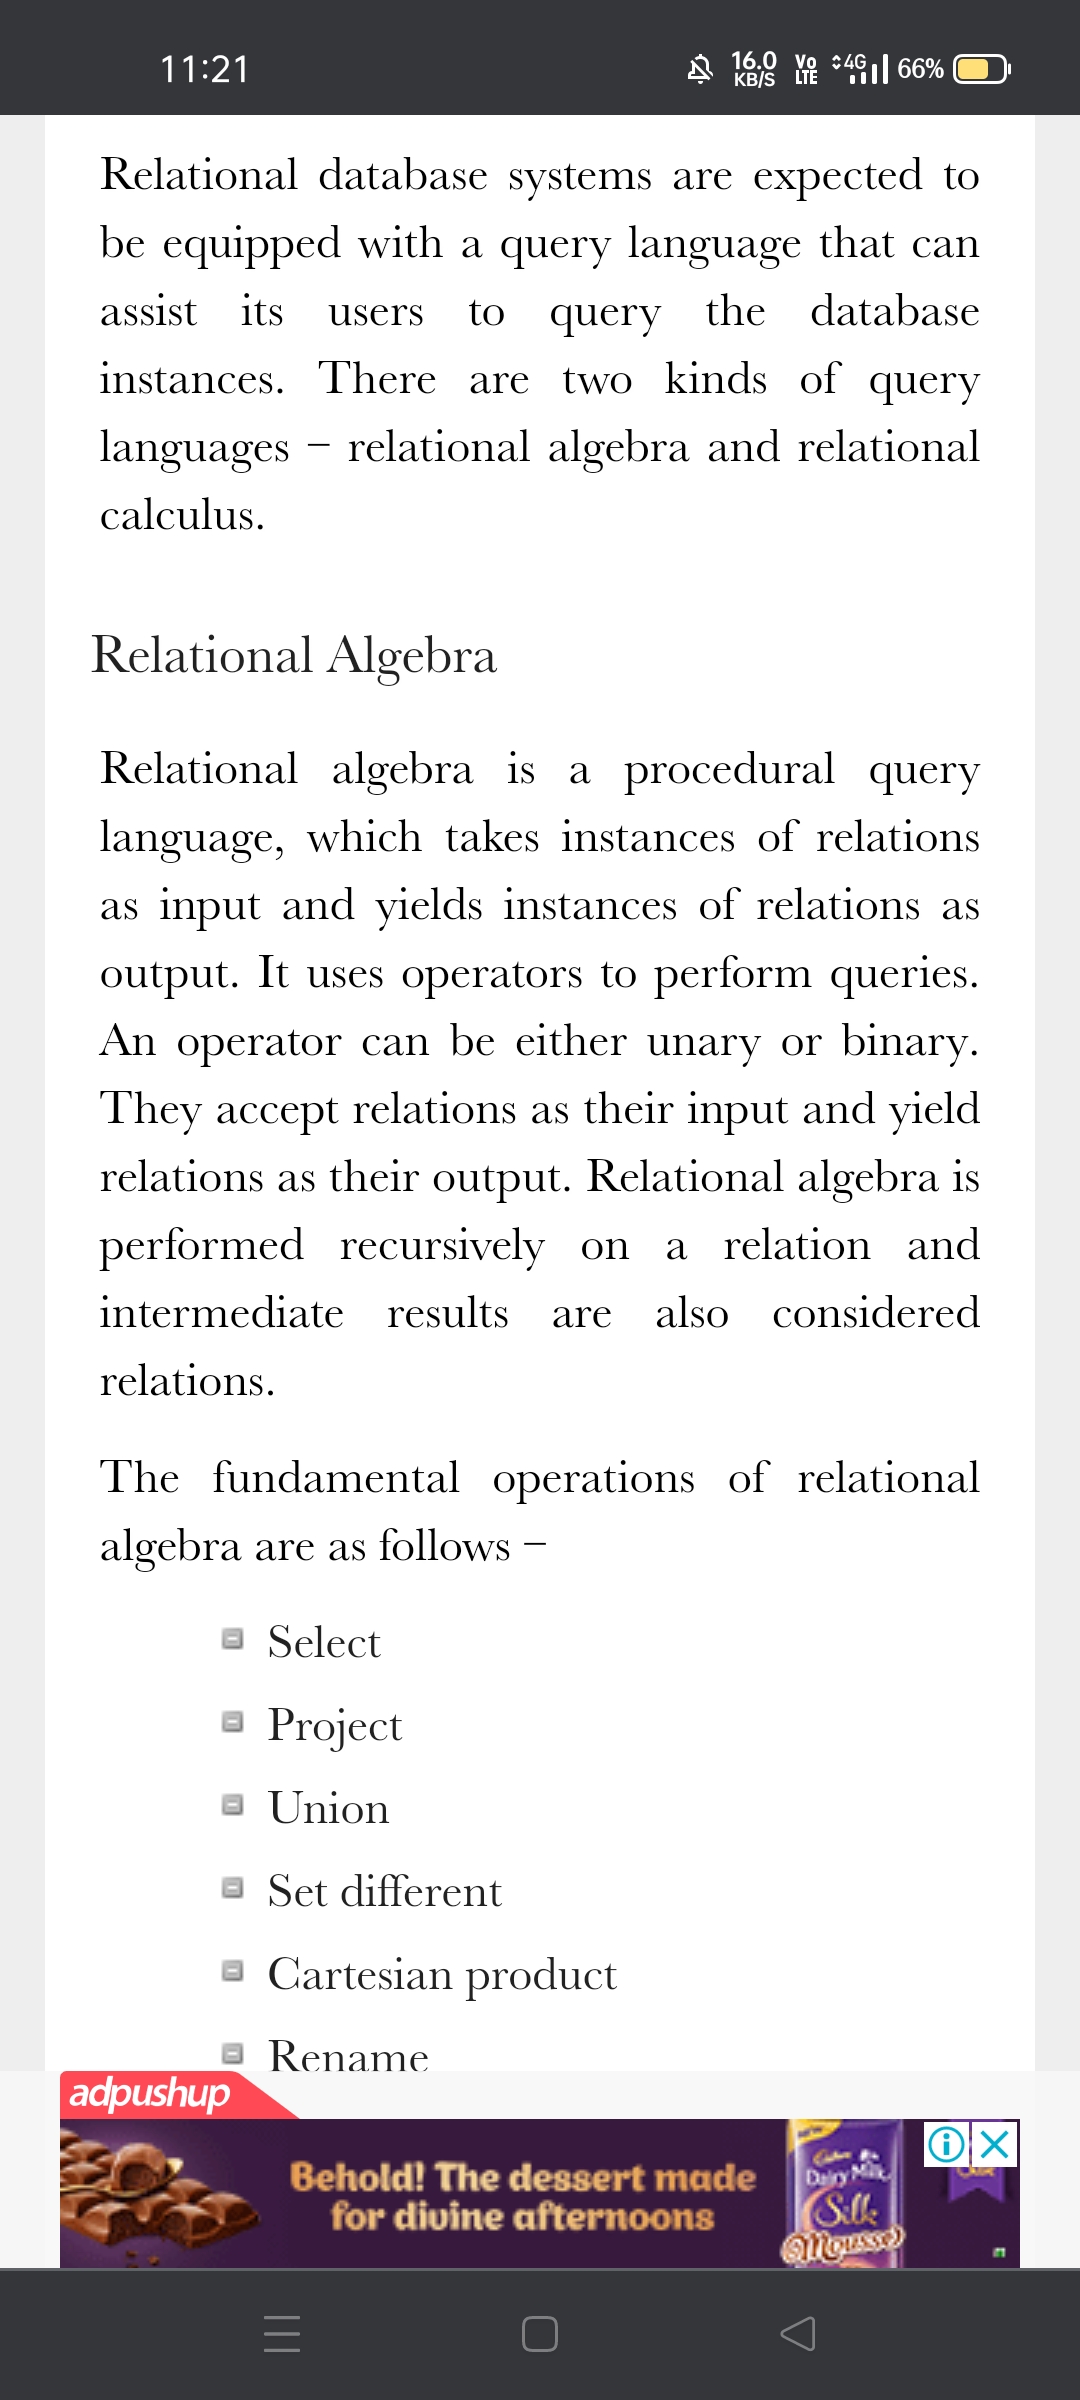 11:21
16.0
KB/S
Vo
LTE
4G
66%
Relational database systems are expected to
be equipped with a query language that can
assist its users to query the database
instances. There are two kinds of query
languages − relational algebra and relational
calculus.
Relational Algebra
Relational algebra is a procedural query
language, which takes instances of relations
as input and yields instances of relations as
output. It uses operators to perform queries.
An operator can be either unary or binary.
They accept relations as their input and yield
relations as their output. Relational algebra is
performed recursively on a relation and
intermediate results are also considered
relations.
The fundamental operations of relational
algebra are as follows −
Select
Project
Union
Set different
Cartesian product
Rename
adpushup
Behold! The dessert made
for divine afternoons
Cadbury
Dairy Milk
Silk
Mousse